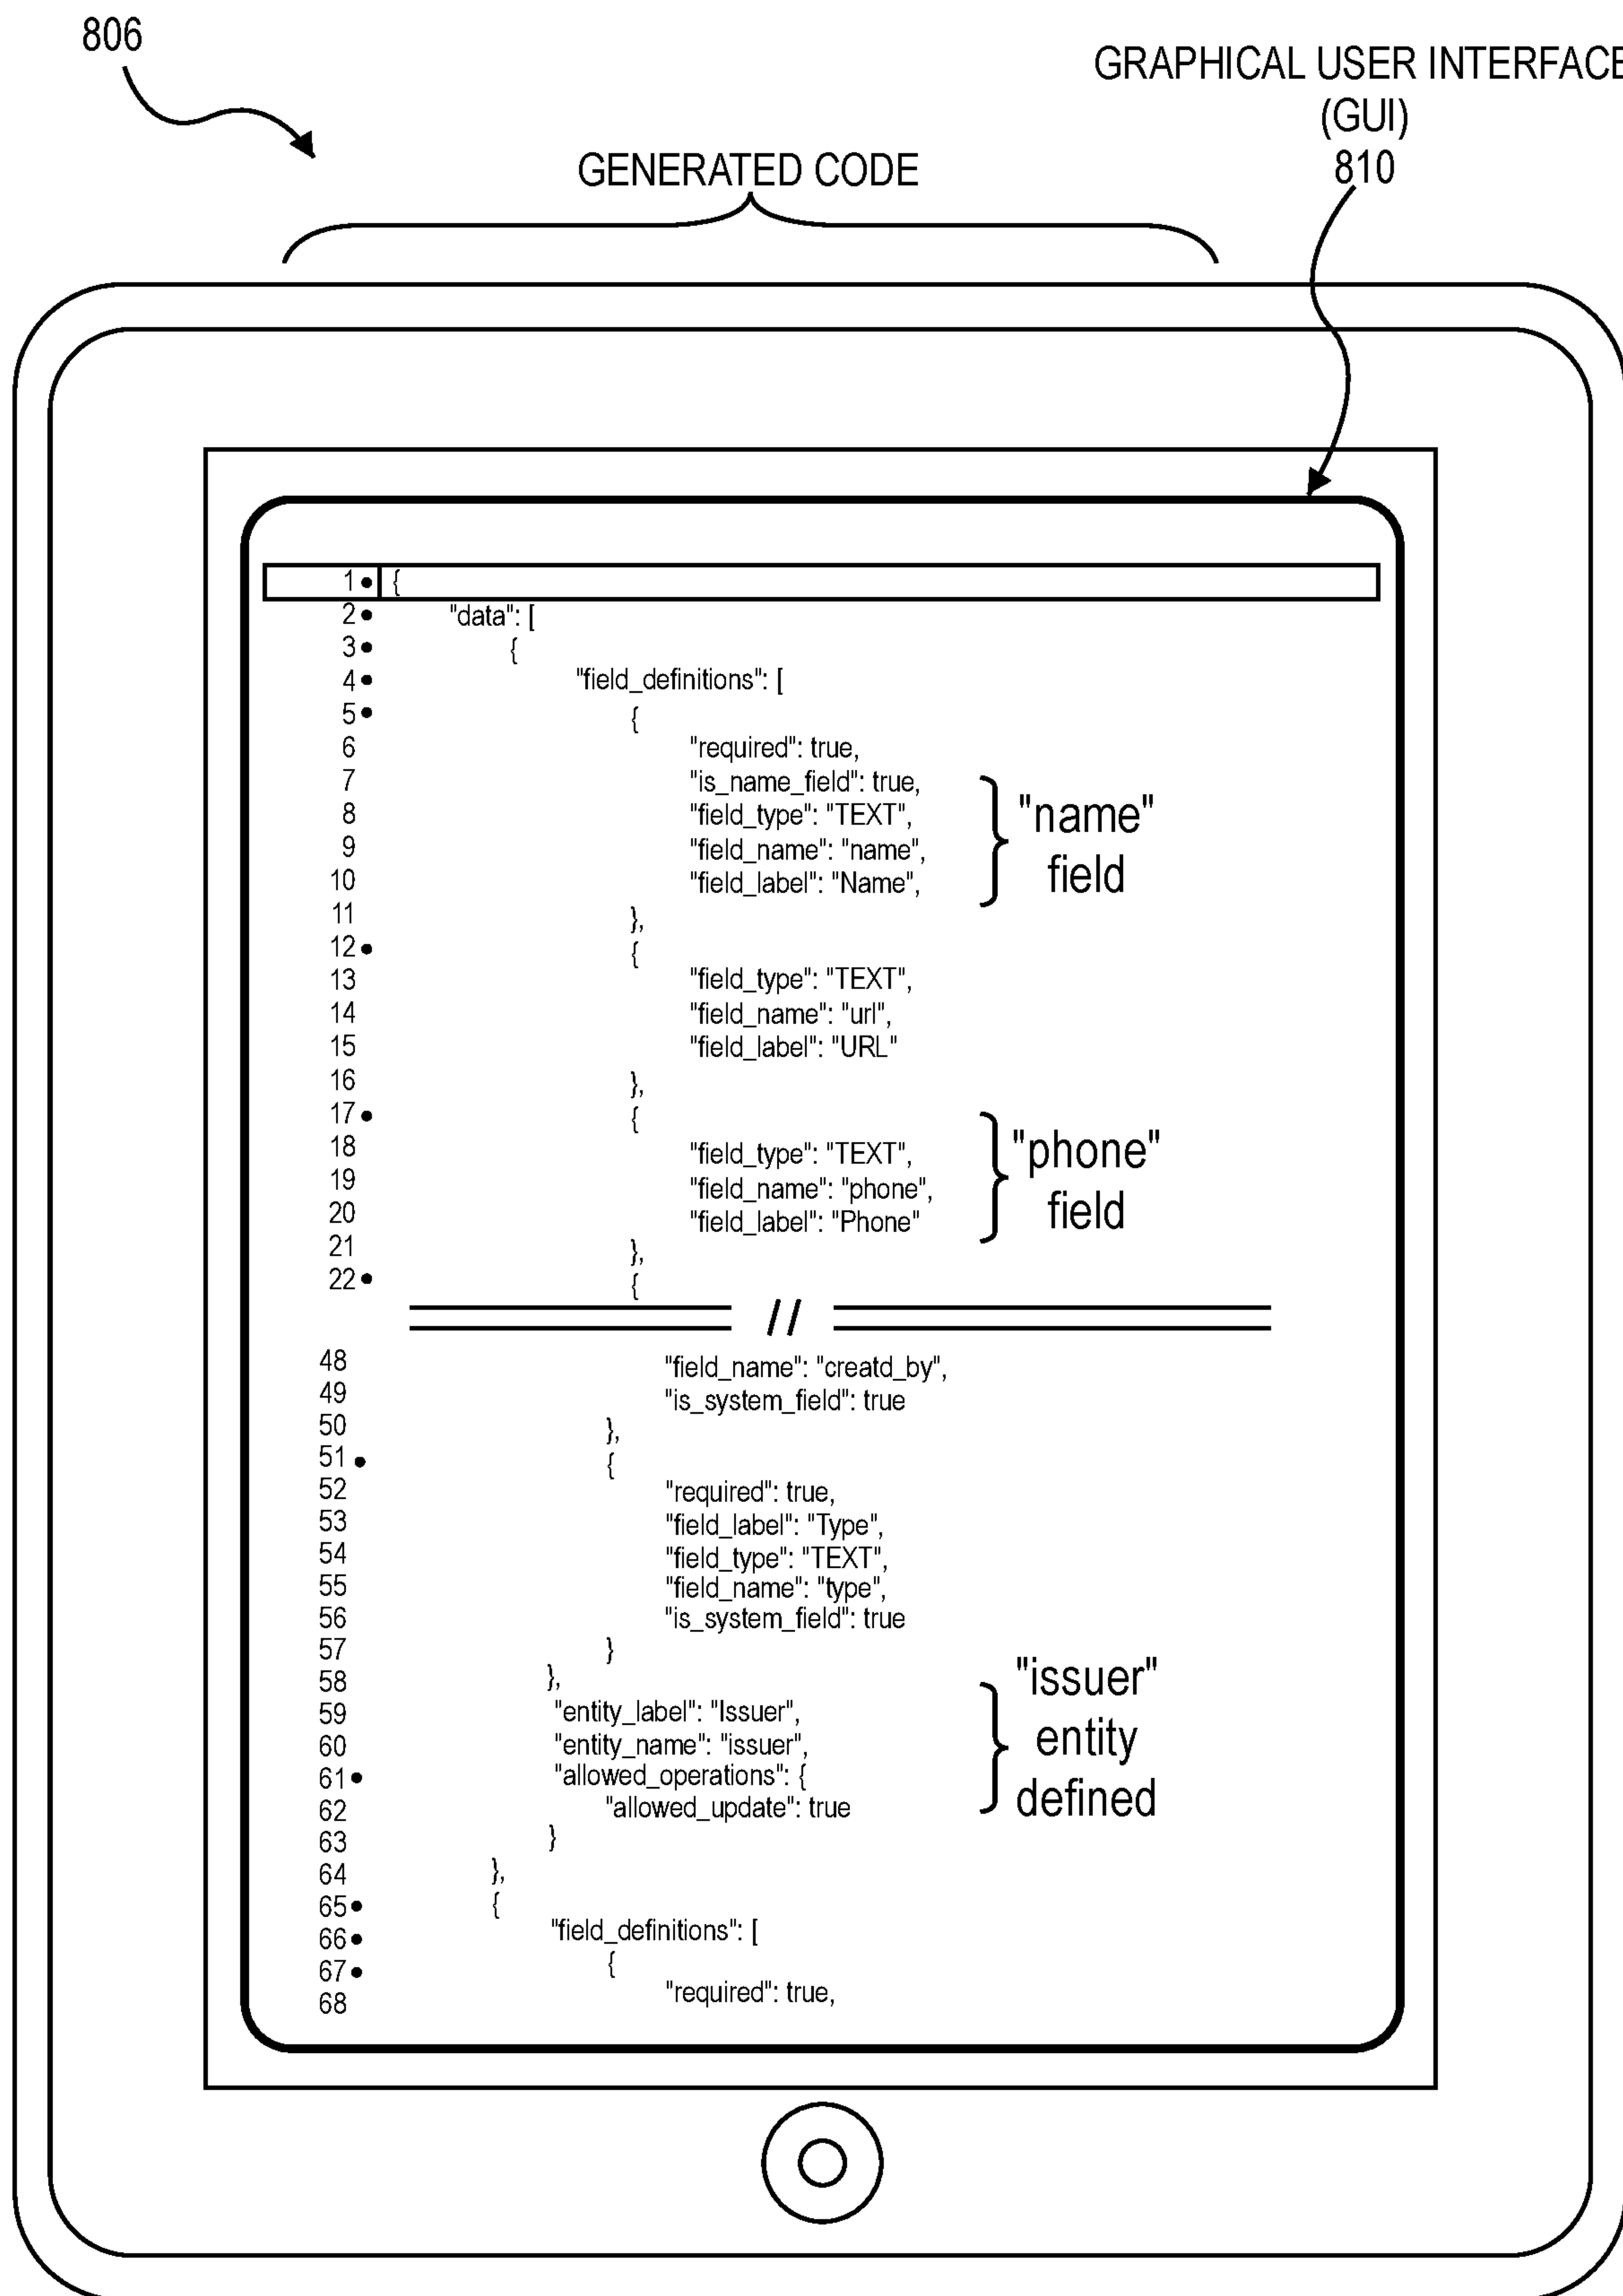 806
GRAPHICAL USER INTERFACE
(GUI)
810
GENERATED CODE
1 {
2 "data": [
3 {
4 "field_definitions": [
5 {
6 "required": true,
7 "is_name_field": true,
8 "field_type": "TEXT",
9 "field_name": "name",
10 "field_label": "Name",
"name"
field
11 },
12 {
13 "field_type": "TEXT",
14 "field_name": "url",
15 "field_label": "URL"
16 },
17 {
18 "field_type": "TEXT",
19 "field_name": "phone",
20 "field_label": "Phone"
"phone"
field
21 },
22 {
//
48 "field_name": "creatd_by",
49 "is_system_field": true
50 },
51 {
52 "required": true,
53 "field_label": "Type",
54 "field_type": "TEXT",
55 "field_name": "type",
56 "is_system_field": true
57 }
58 },
59 "entity_label": "Issuer",
60 "entity_name": "issuer",
61 "allowed_operations": {
62 "allowed_update": true
"issuer"
entity
defined
63 }
64 },
65 {
66 "field_definitions": [
67 {
68 "required": true,